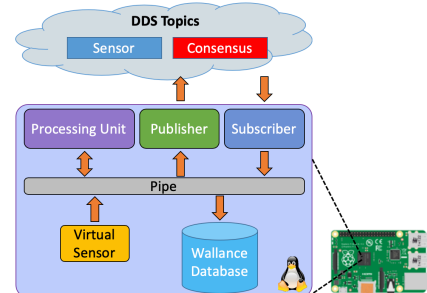 DDS Topics
Sensor Consensus
Processing Unit Publisher Subscriber
Pipe
Virtual
Sensor
Wallance
Database